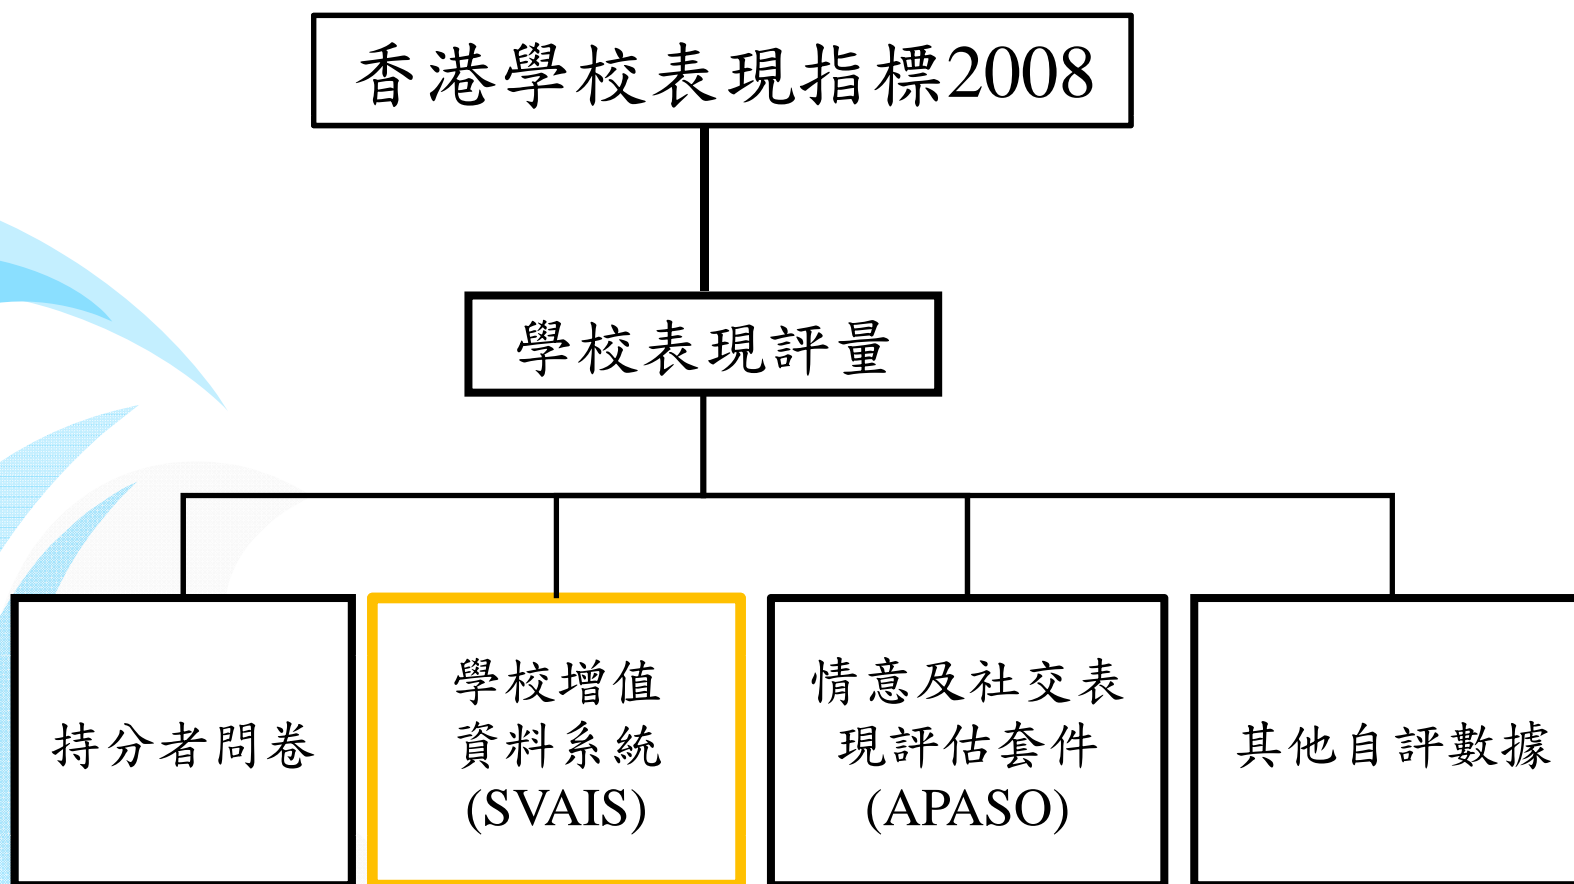 香港學校表現指標2008
學校表現評量
持分者問卷
學校增值
資料系統
(SVAIS)
情意及社交表
現評估套件
(APASO)
其他自評數據